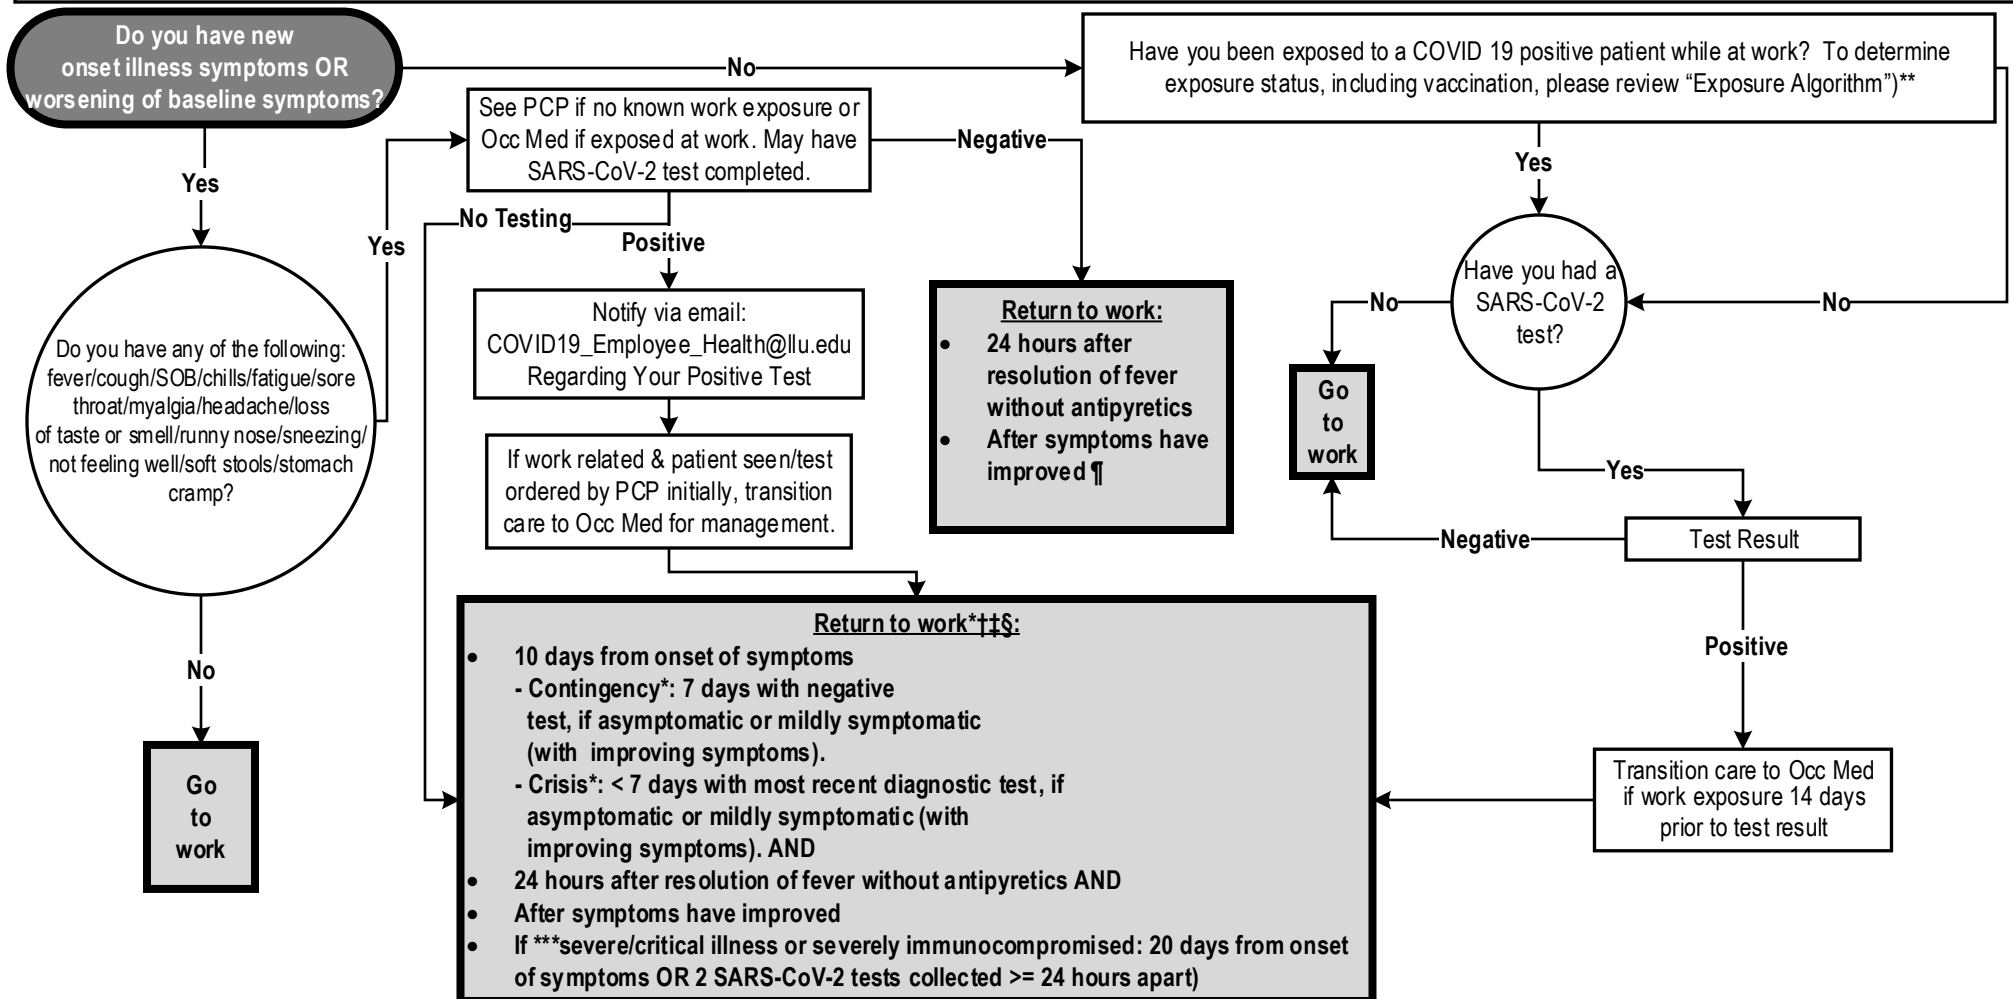 Do you have new
onset illness symptoms OR
worsening of baseline symptoms?
No
Have you been exposed to a COVID 19 positive patient while at work?  To determine
exposure status, including vaccination, please review “Exposure Algorithm”)**
Yes
See PCP if no known work exposure or
Occ Med if exposed at work. May have
SARS-CoV-2 test completed.
Negative
Yes
No Testing
Positive
Yes
Do you have any of the following:
fever/cough/SOB/chills/fatigue/sore
throat/myalgia/headache/loss
of taste or smell/runny nose/sneezing/
not feeling well/soft stools/stomach
cramp?
Notify via email:
COVID19_Employee_Health@llu.edu
Regarding Your Positive Test
Return to work:
• 24 hours after
resolution of fever
without antipyretics
• After symptoms have
improved ¶
Have you had a
SARS-CoV-2
test?
No
No
Go
to
work
If work related & patient seen/test
ordered by PCP initially, transition
care to Occ Med for management.
Yes
Negative
Test Result
Positive
No
Go
to
work
Return to work*†‡§:
• 10 days from onset of symptoms
- Contingency*: 7 days with negative
test, if asymptomatic or mildly symptomatic
(with  improving symptoms).
- Crisis*: < 7 days with most recent diagnostic test, if
asymptomatic or mildly symptomatic (with
improving symptoms). AND
• 24 hours after resolution of fever without antipyretics AND
• After symptoms have improved
• If ***severe/critical illness or severely immunocompromised: 20 days from onset
of symptoms OR 2 SARS-CoV-2 tests collected >= 24 hours apart)
Transition care to Occ Med
if work exposure 14 days
prior to test result